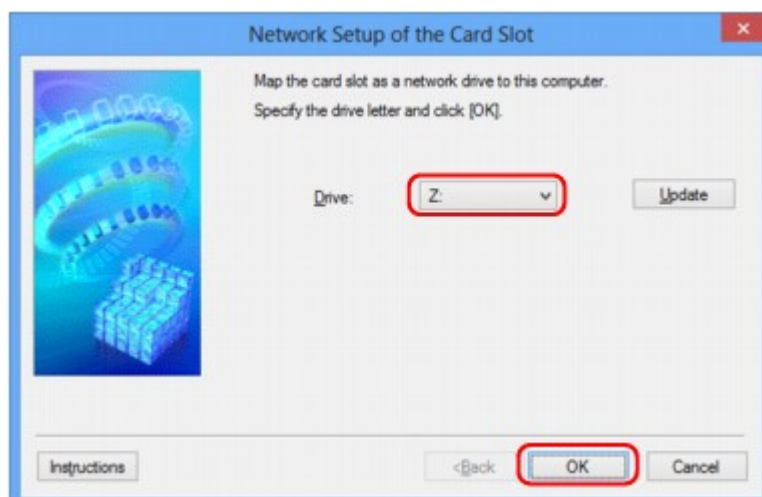 Network Setup of the Card Slot
Map the card slot as a network drive to this computer.
Specify the drive letter and click [OK].
Drive: Z: Update
Instructions <Back OK Cancel